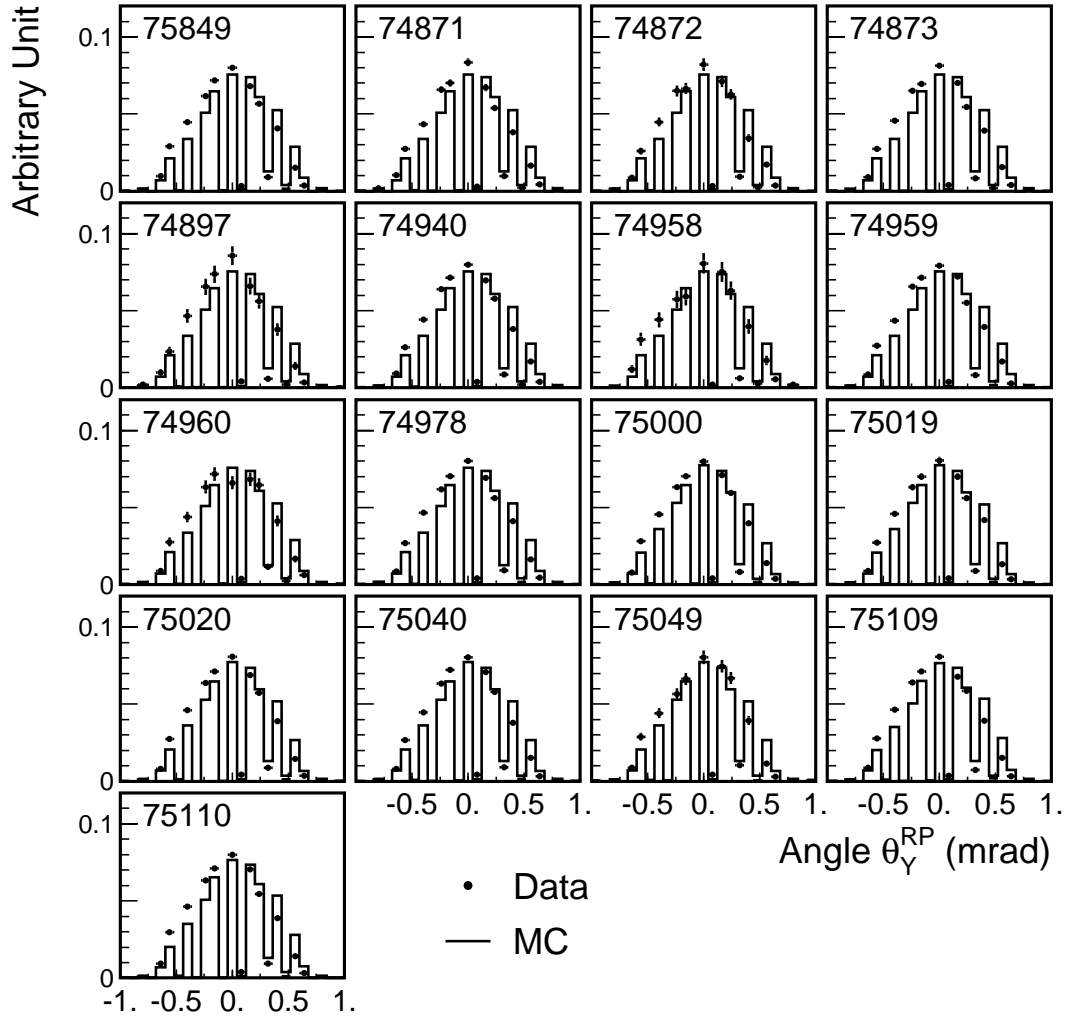 Arbitrary Unit
0.1 75849 74871 74872 74873
0
0.1 74897 74940 74958 74959
0
0.1 74960 74978 75000 75019
0
0.1 75020 75040 75049 75109
0
-0.5 0. 0.5 1. -0.5 0. 0.5 1. -0.5 0. 0.5 1.
0.1 75110
Angle θ_Y^RP (mrad)
Data
MC
0
-1. -0.5 0. 0.5 1.